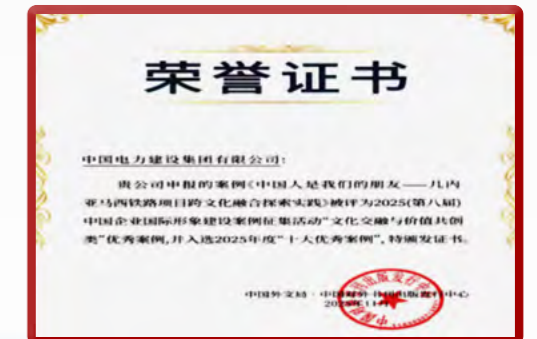 荣誉证书
中国电力建设集团有限公司:
贵公司申报的案例《中国人是我们的朋友——几内
亚马西铁路项目跨文化融合探索实践》被评为2025(第八届)
中国企业国际形象建设案例征集活动“文化交融与价值共创
类”优秀案例,并入选2025年度“十大优秀案例”,特颁发证书。
中国外文局·中国
中心